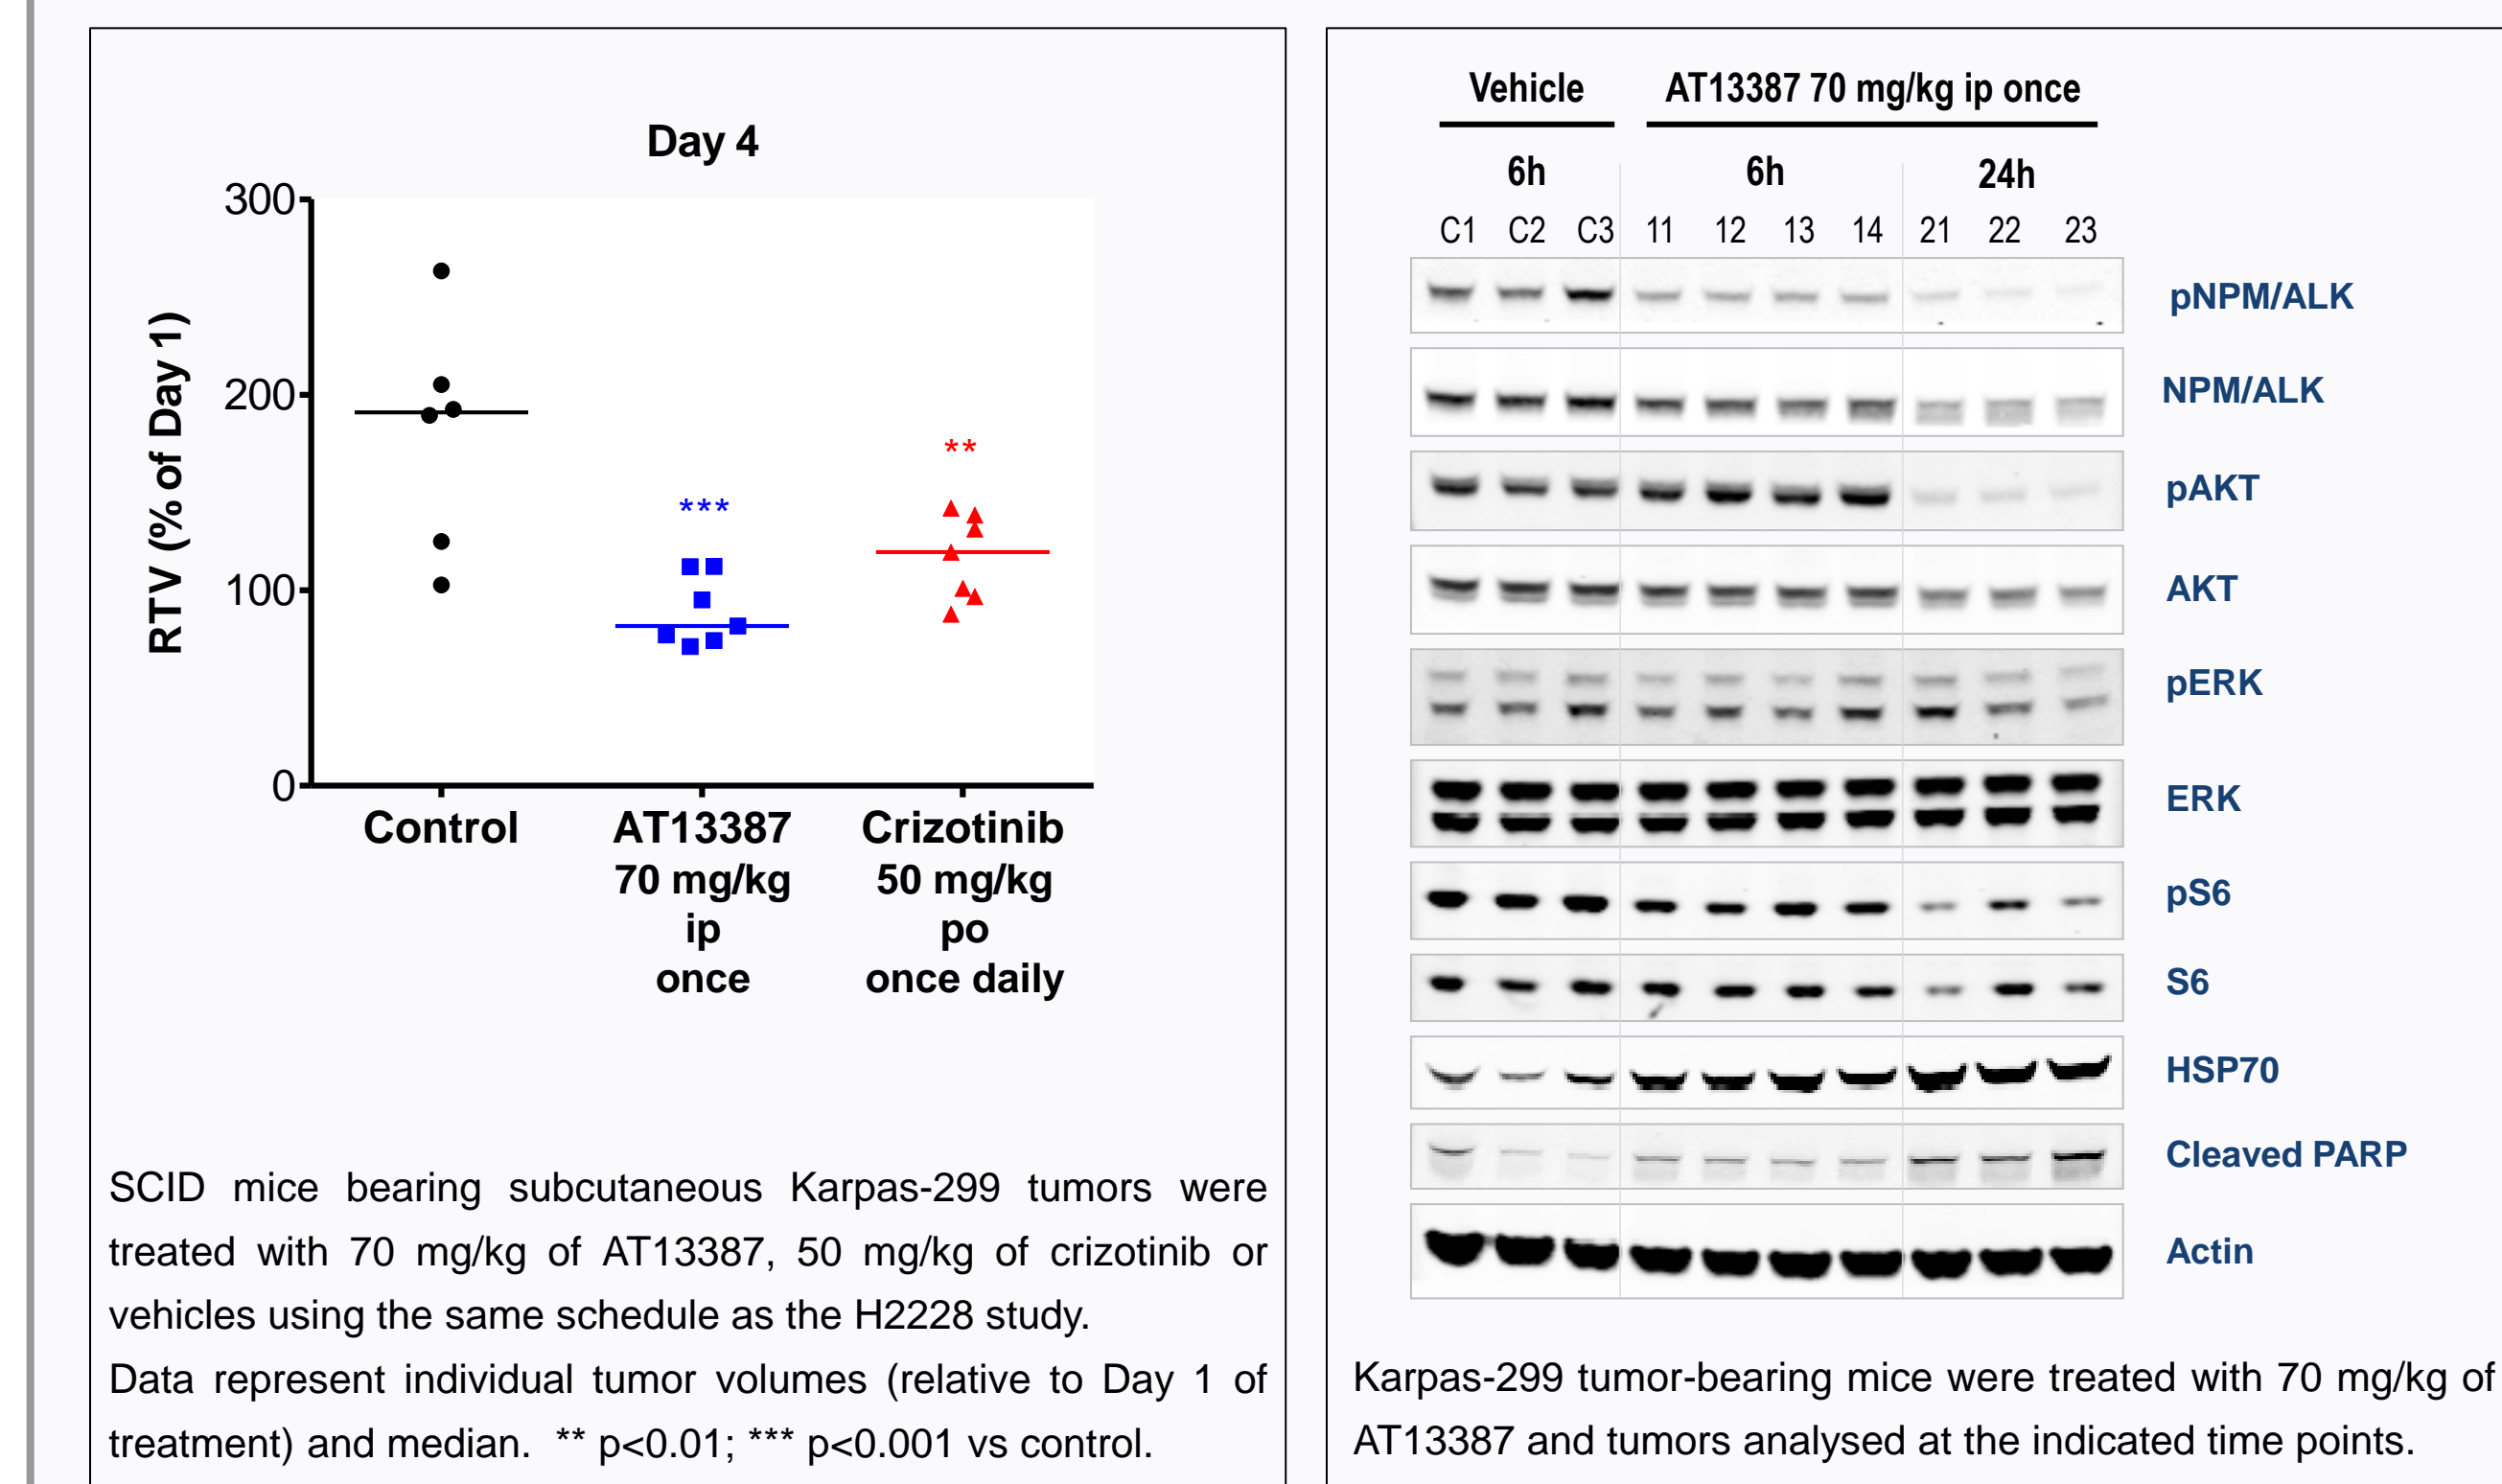 Day 4
RTV (% of Day 1)
300
200
100
0
***
**
Control
AT13387
70 mg/kg
ip
once
Crizotinib
50 mg/kg
po
once daily
SCID mice bearing subcutaneous Karpas-299 tumors were
treated with 70 mg/kg of AT13387, 50 mg/kg of crizotinib or
vehicles using the same schedule as the H2228 study.
Data represent individual tumor volumes (relative to Day 1 of
treatment) and median. ** p<0.01; *** p<0.001 vs control.
Vehicle AT13387 70 mg/kg ip once
6h 6h 24h
C1 C2 C3 11 12 13 14 21 22 23
pNPM/ALK
NPM/ALK
pAKT
AKT
pERK
ERK
pS6
S6
HSP70
Cleaved PARP
Actin
Karpas-299 tumor-bearing mice were treated with 70 mg/kg of
AT13387 and tumors analysed at the indicated time points.